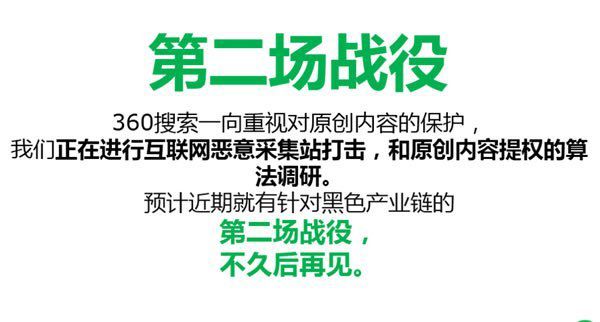 第二场战役
360搜索一向重视对原创内容的保护，
我们正在进行互联网恶意采集站打击，和原创内容提权的算
法调研。
预计近期就有针对黑色产业链的
第二场战役，
不久后再见。